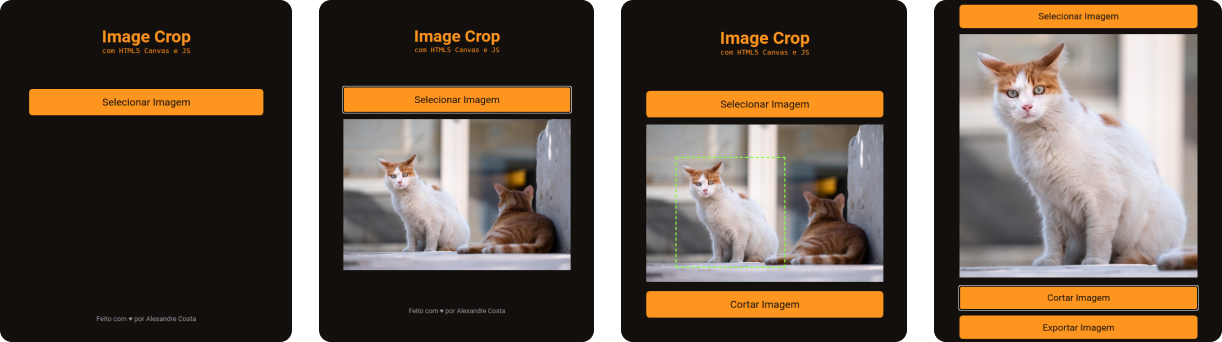 Image Crop
com HTML5 Canvas e JS
Selecionar Imagem
Feito com ♥ por Alexandre Costa
Image Crop
com HTML5 Canvas e JS
Selecionar Imagem
Feito com ♥ por Alexandre Costa
Image Crop
com HTML5 Canvas e JS
Selecionar Imagem
Cortar Imagem
Selecionar Imagem
Cortar Imagem
Exportar Imagem